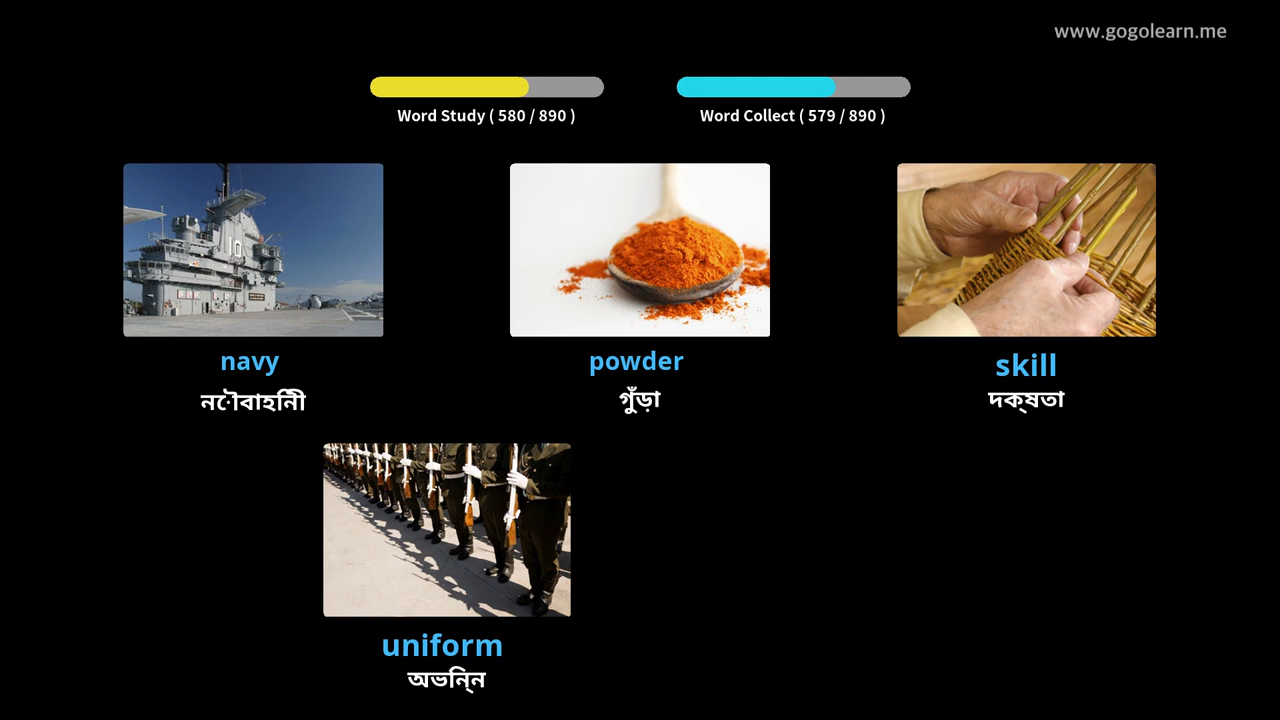 www.gogolearn.me
Word Study ( 580 / 890 )
Word Collect ( 579 / 890 )
navy
powder
skill
নৌবাহিনী
গুঁড়া
দক্ষতা
uniform
অভিন্ন